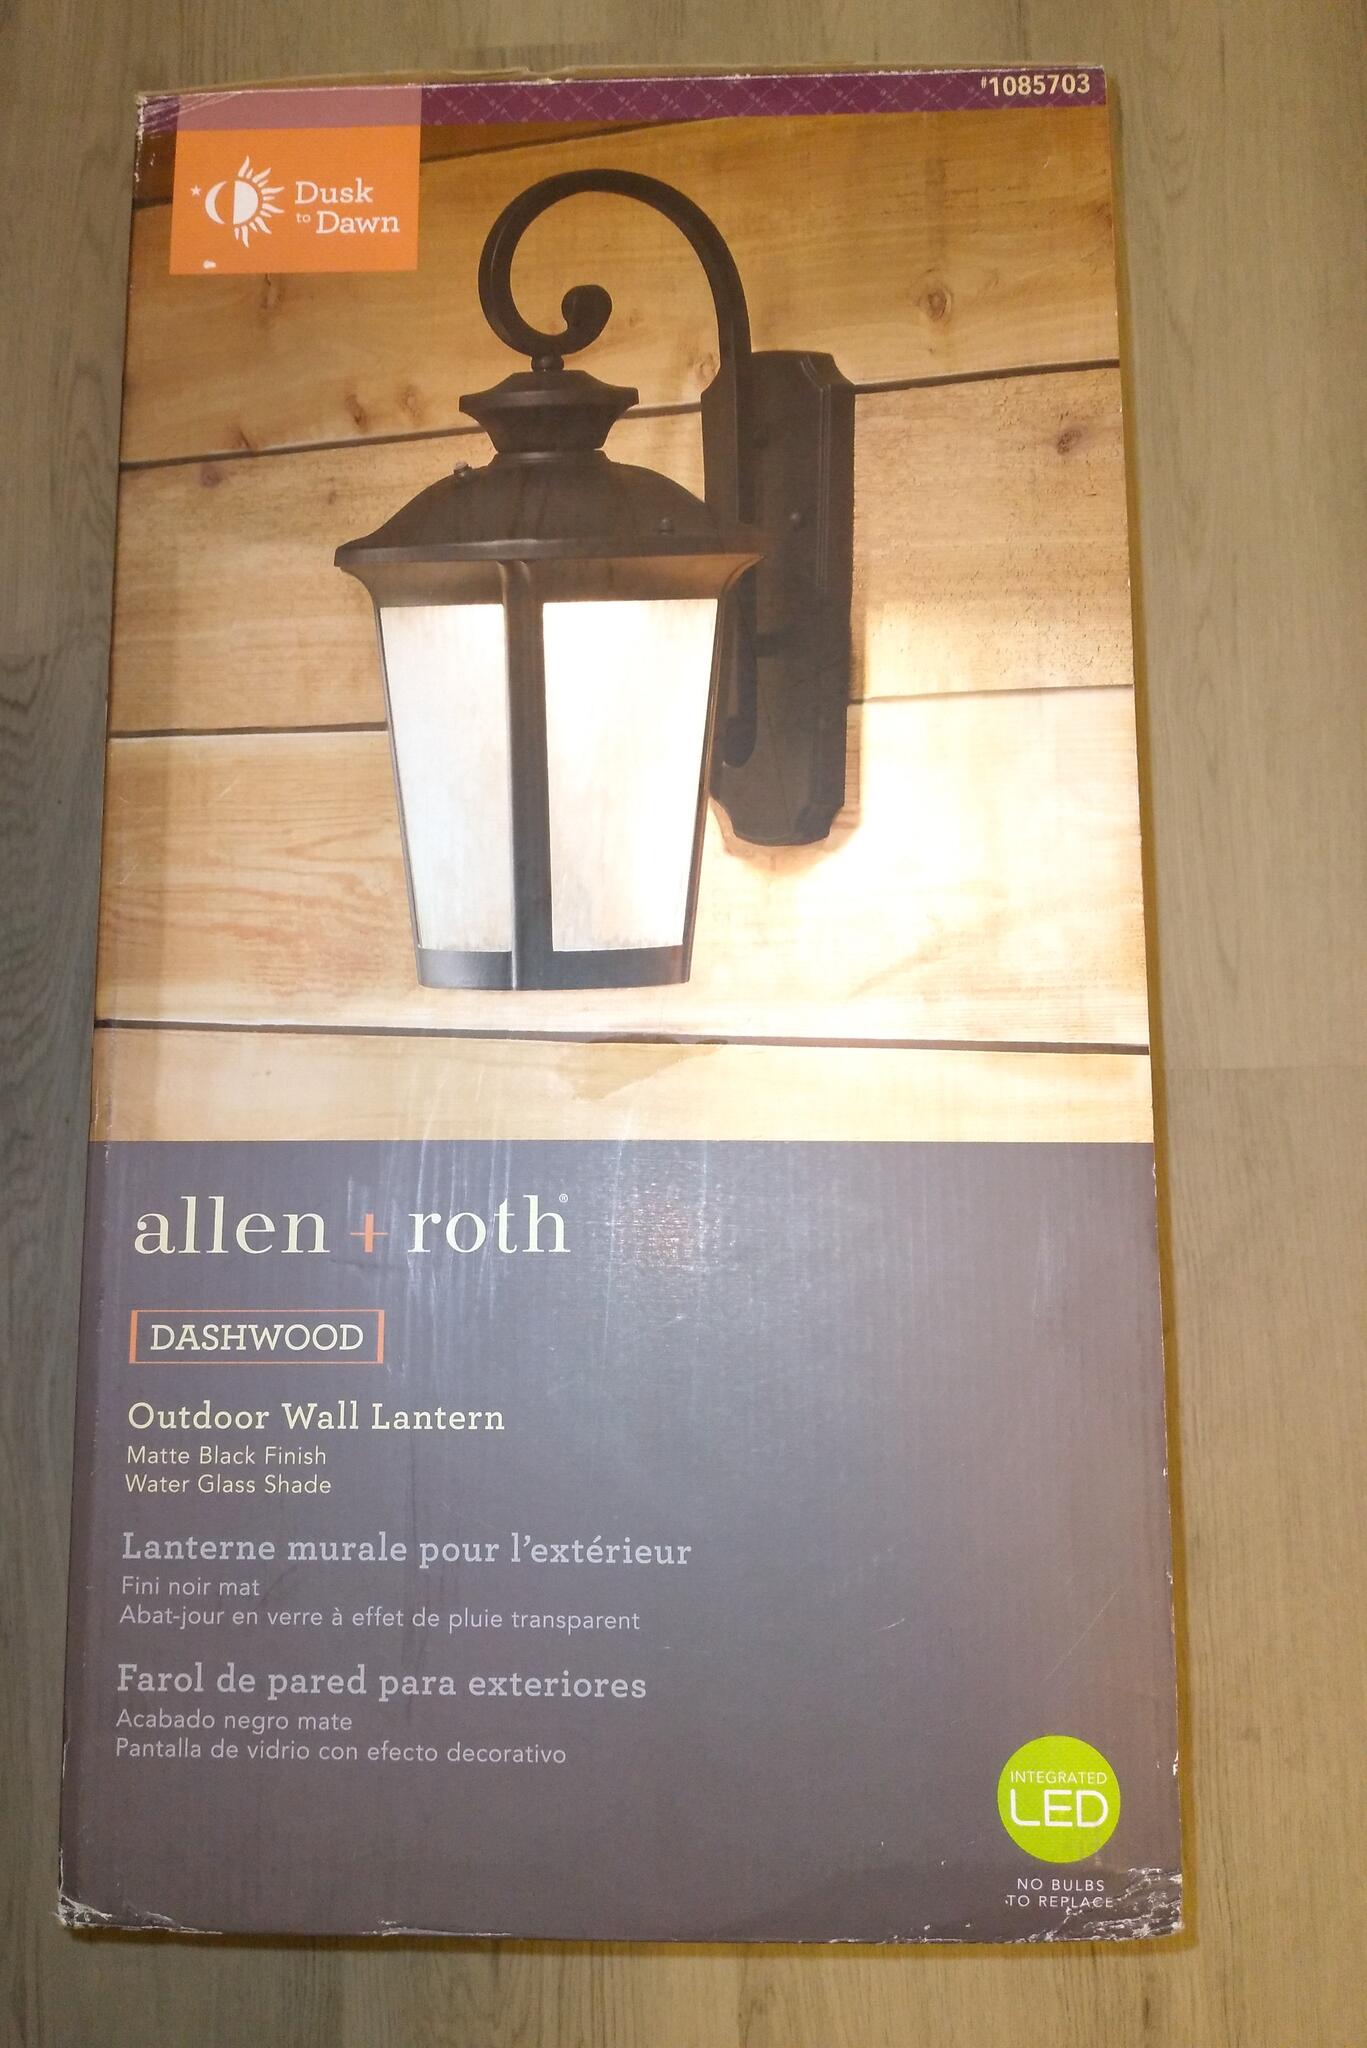 #1085703
Dusk
to Dawn
allen + roth®
DASHWOOD
Outdoor Wall Lantern
Matte Black Finish
Water Glass Shade
Lanterne murale pour l'extérieur
Fini noir mat
Abat-jour en verre à effet de pluie transparent
Farol de pared para exteriores
Acabado negro mate
Pantalla de vidrio con efecto decorativo
INTEGRATED
LED
NO BULBS
TO REPLACE